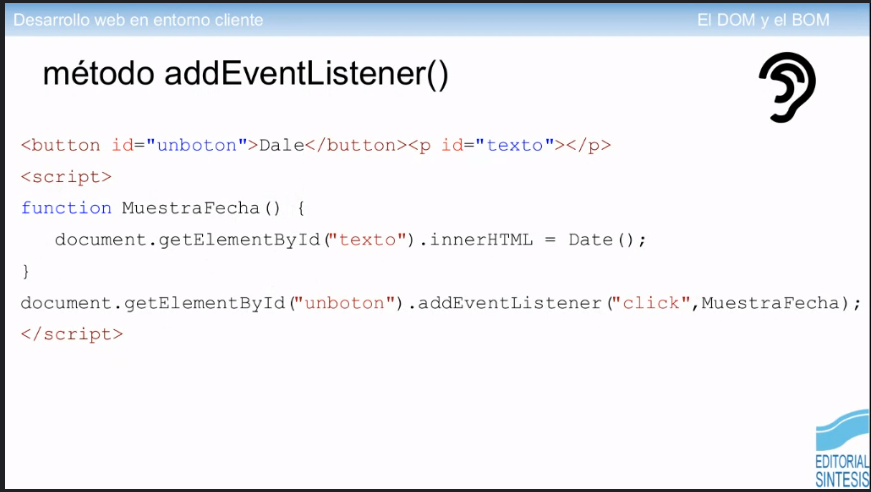 Desarrollo web en entorno cliente
El DOM y el BOM
método addEventListener()
<button id="unboton">Dale</button><p id="texto"></p>
<script>
function MuestraFecha() {
document.getElementById("texto").innerHTML = Date();
}
document.getElementById("unboton").addEventListener("click",MuestraFecha);
</script>
EDITORIAL
SINTESIS